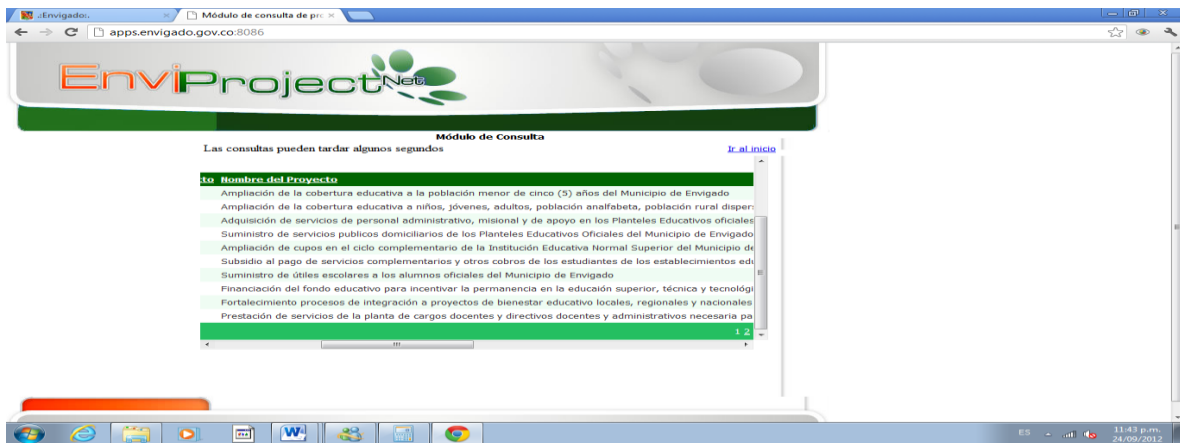 .:Envigado:.
Módulo de consulta de pro
apps.envigado.gov.co:8086
EnviProject Net
Módulo de Consulta
Las consultas pueden tardar algunos segundos
Ir al inicio
to Nombre del Proyecto
Ampliación de la cobertura educativa a la población menor de cinco (5) años del Municipio de Envigado
Ampliación de la cobertura educativa a niños, jóvenes, adultos, población analfabeta, población rural dispers
Adquisición de servicios de personal administrativo, misional y de apoyo en los Planteles Educativos oficiales
Suministro de servicios publicos domiciliarios de los Planteles Educativos Oficiales del Municipio de Envigado
Ampliación de cupos en el ciclo complementario de la Institución Educativa Normal Superior del Municipio de
Subsidio al pago de servicios complementarios y otros cobros de los estudiantes de los establecimientos edu
Suministro de útiles escolares a los alumnos oficiales del Municipio de Envigado
Financiación del fondo educativo para incentivar la permanencia en la educaión superior, técnica y tecnológi
Fortalecimiento procesos de integración a proyectos de bienestar educativo locales, regionales y nacionales
Prestación de servicios de la planta de cargos docentes y directivos docentes y administrativos necesaria pa
1 2
ES
11:43 p.m.
24/09/2012